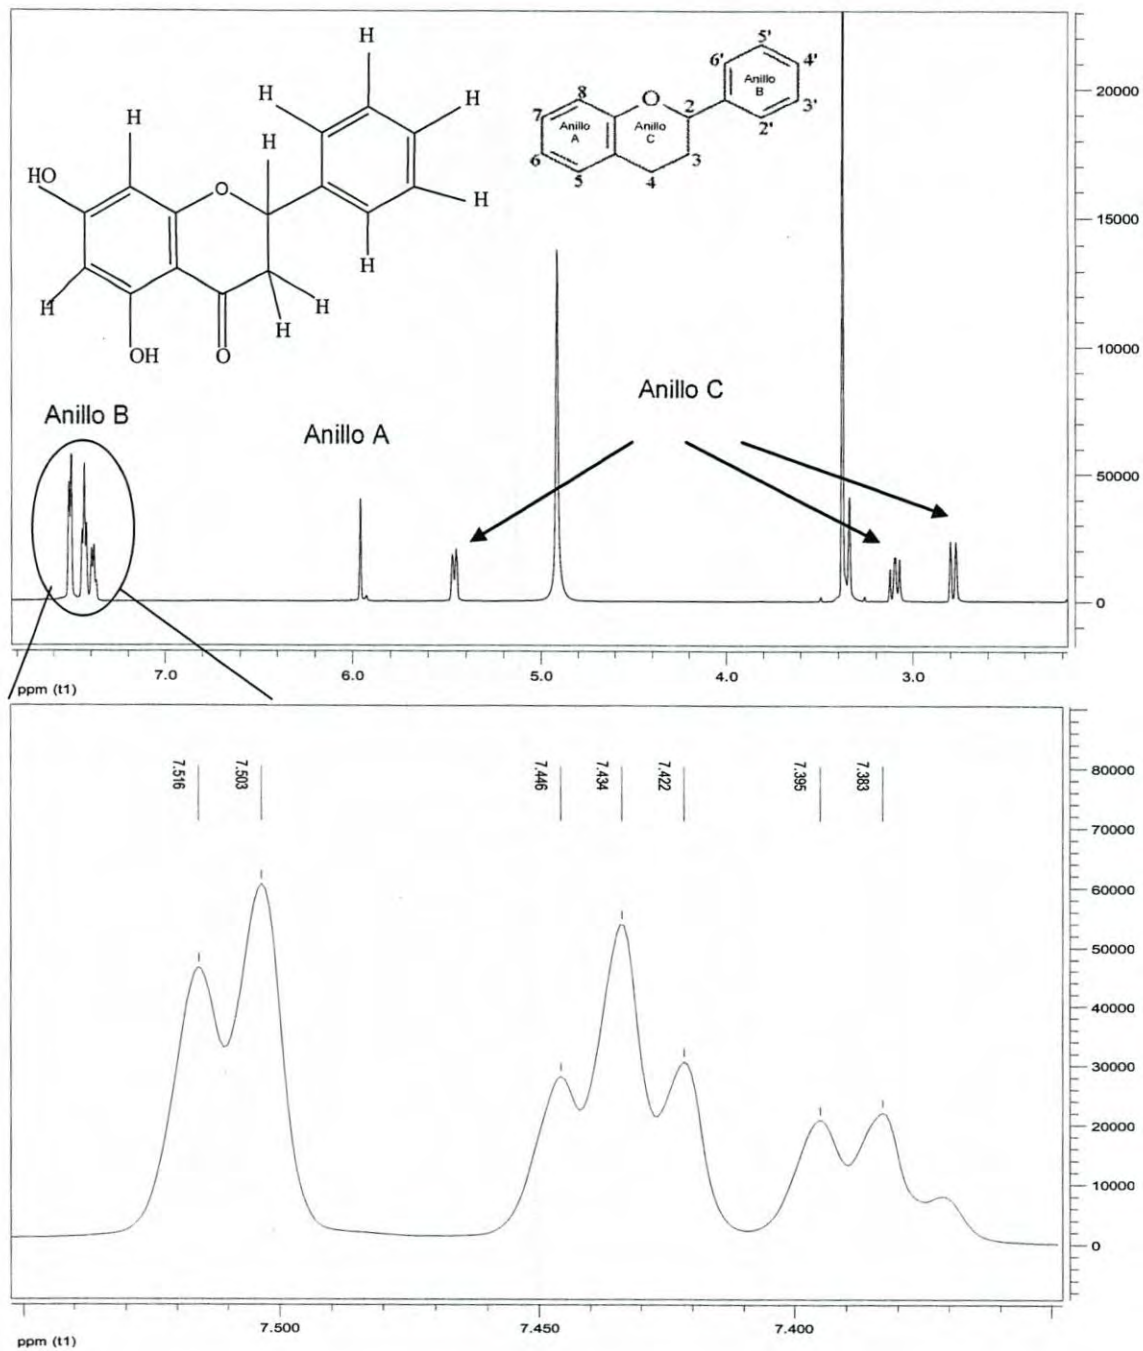 H
H
H
H
H
HO
O
H
H
H
H
H
OH
O
5'
6'
4'
Anillo
B
3'
2'
8
O
2
7
Anillo
A
Anillo
C
6
3
5
4
20000
15000
10000
50000
0
Anillo B
Anillo A
Anillo C
7.0
6.0
5.0
4.0
3.0
ppm (t1)
7.516
7.503
7.446
7.434
7.422
7.395
7.383
80000
70000
60000
50000
40000
30000
20000
10000
0
7.500
7.450
7.400
ppm (t1)